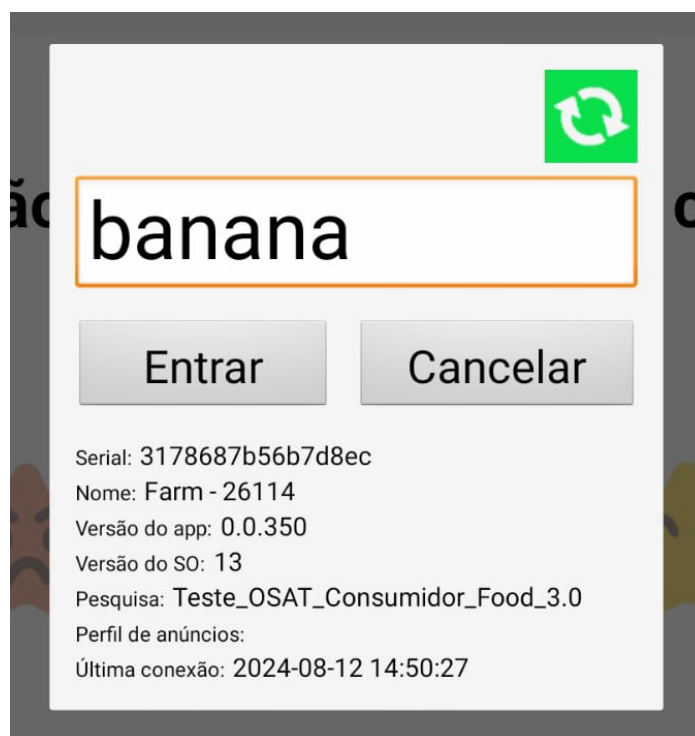 banana
Entrar Cancelar
Serial: 3178687b56b7d8ec
Nome: Farm - 26114
Versão do app: 0.0.350
Versão do SO: 13
Pesquisa: Teste_OSAT_Consumidor_Food_3.0
Perfil de anúncios:
Última conexão: 2024-08-12 14:50:27